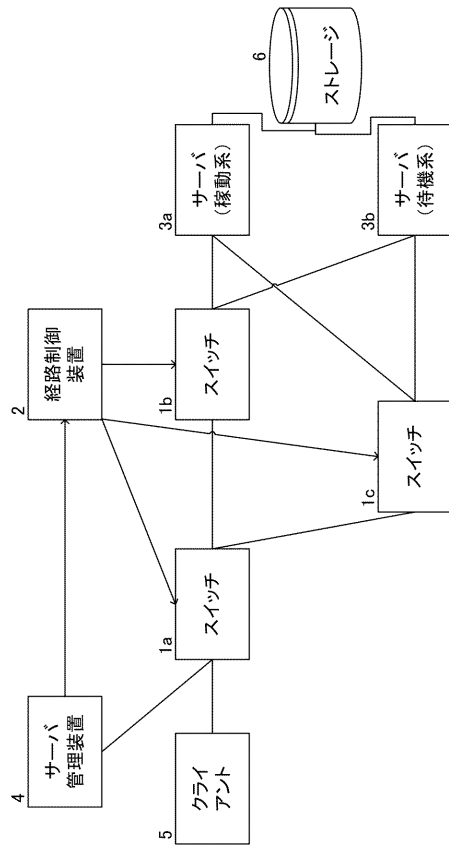 4
サーバ
管理装置
2
経路制御
装置
5
クライ
アント
1a
スイッチ
1b
スイッチ
3a
サーバ
(稼動系)
6
ストレージ
1c
スイッチ
3b
サーバ
(待機系)